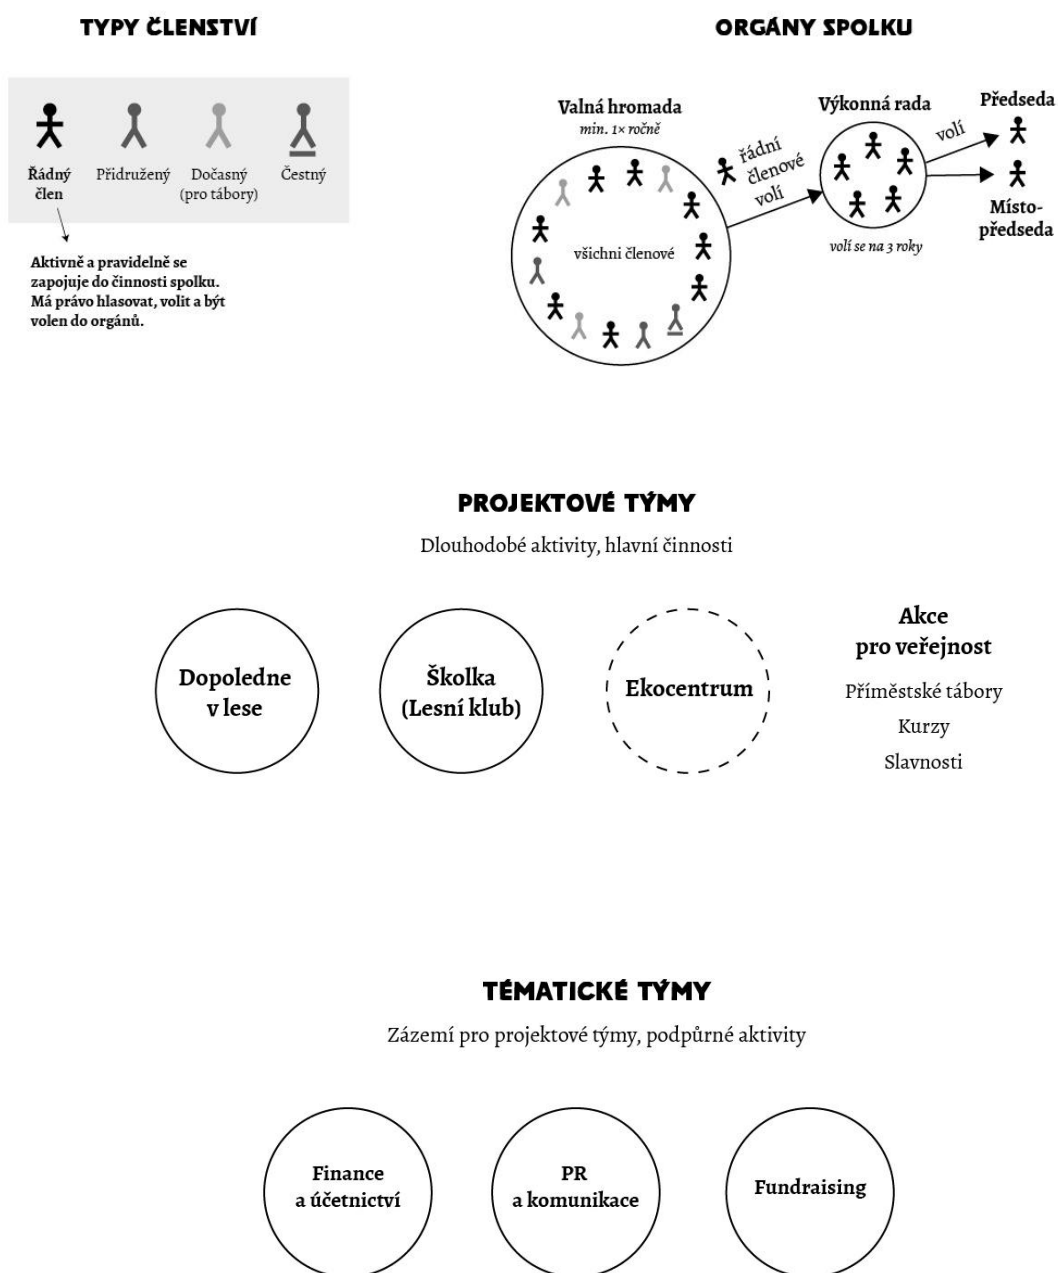 TYPY ČLENSTVÍ
Řádný
člen
Přidružený
Dočasný
(pro tábory)
Čestný
Aktivně a pravidelně se
zapojuje do činnosti spolku.
Má právo hlasovat, volit a být
volen do orgánů.
ORGÁNY SPOLKU
Valná hromada
min. 1× ročně
všichni členové
řádní
členové
volí
Výkonná rada
volí se na 3 roky
volí
Předseda
Místo-
předseda
PROJEKTOVÉ TÝMY
Dlouhodobé aktivity, hlavní činnosti
Dopoledne
v lese
Školka
(Lesní klub)
Ekocentrum
Akce
pro veřejnost
Příměstské tábory
Kurzy
Slavnosti
TÉMATICKÉ TÝMY
Zázemí pro projektové týmy, podpůrné aktivity
Finance
a účetnictví
PR
a komunikace
Fundraising